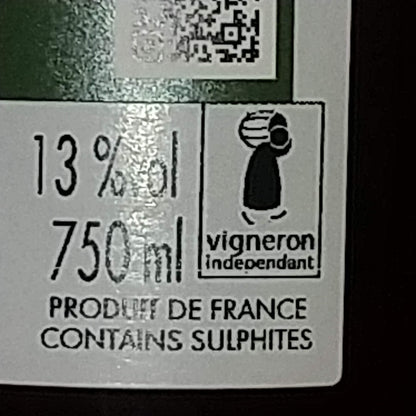 13 % vol
750 ml
vigneron
indépendant
PRODUIT DE FRANCE
CONTAINS SULPHITES